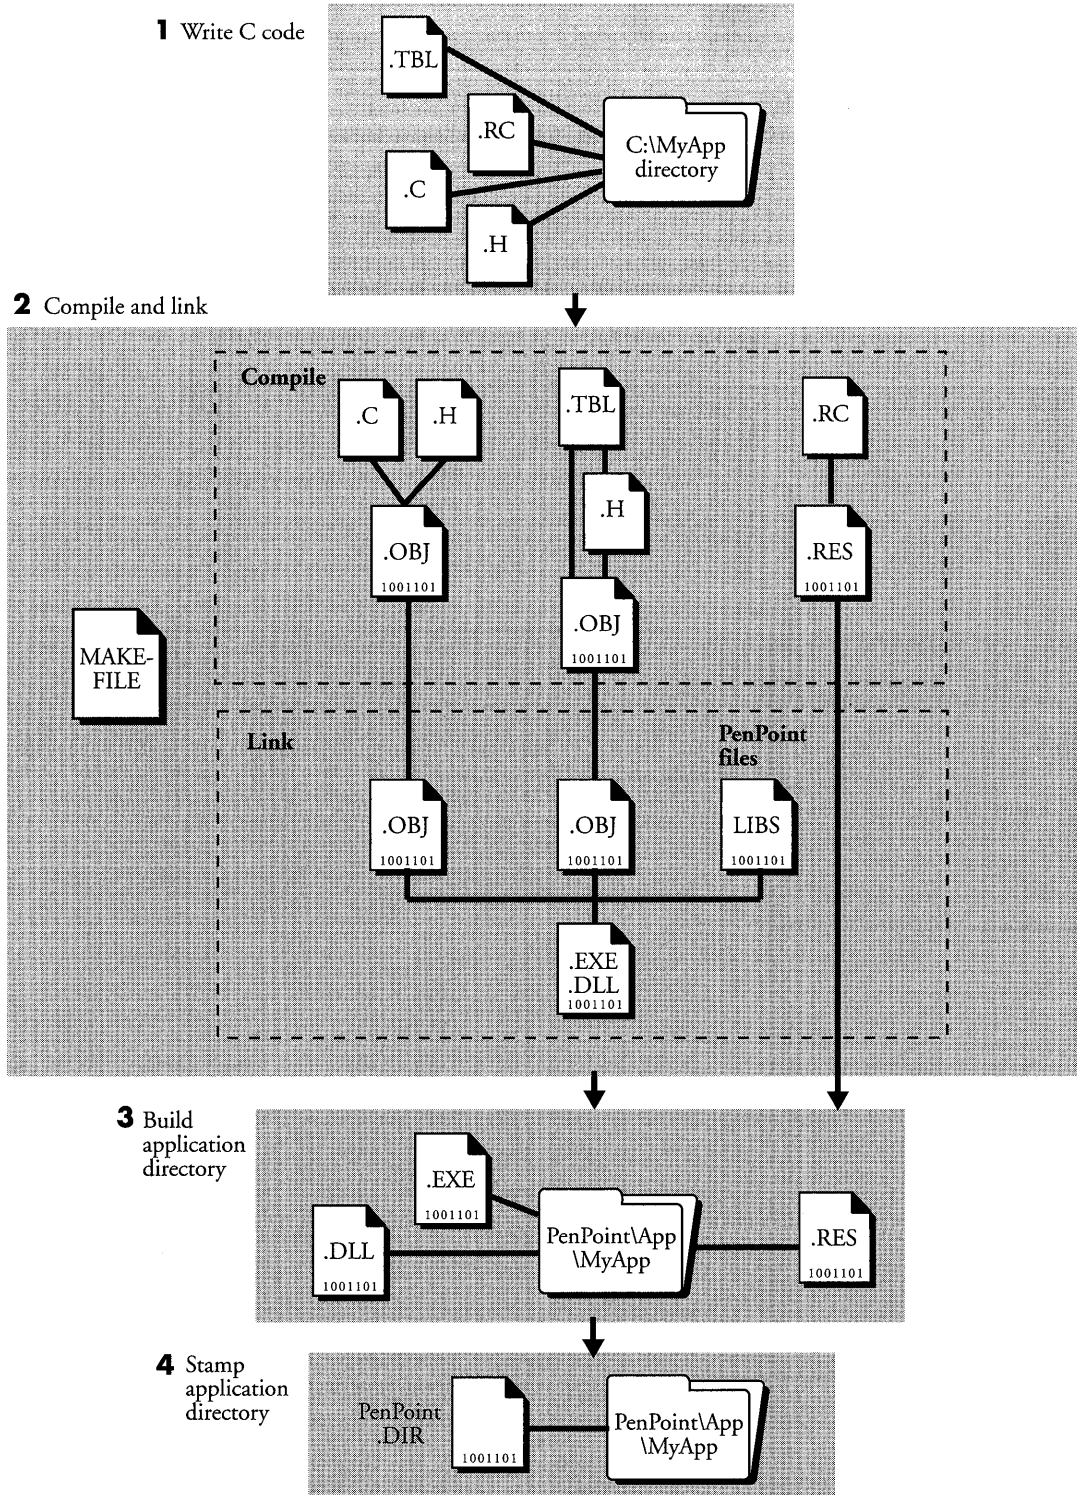 1 Write C code
.TBL
.RC
C:\MyApp
directory
.C
.H
2 Compile and link
Compile
.C
.H
.TBL
.RC
.H
.OBJ
1001101
.RES
1001101
.OBJ
1001101
MAKE-
FILE
Link
PenPoint
files
.OBJ
1001101
.OBJ
1001101
LIBS
1001101
.EXE
.DLL
1001101
3 Build
application
directory
.EXE
1001101
.DLL
1001101
PenPoint\App
\MyApp
.RES
1001101
4 Stamp
application
directory
PenPoint
.DIR
1001101
PenPoint\App
\MyApp